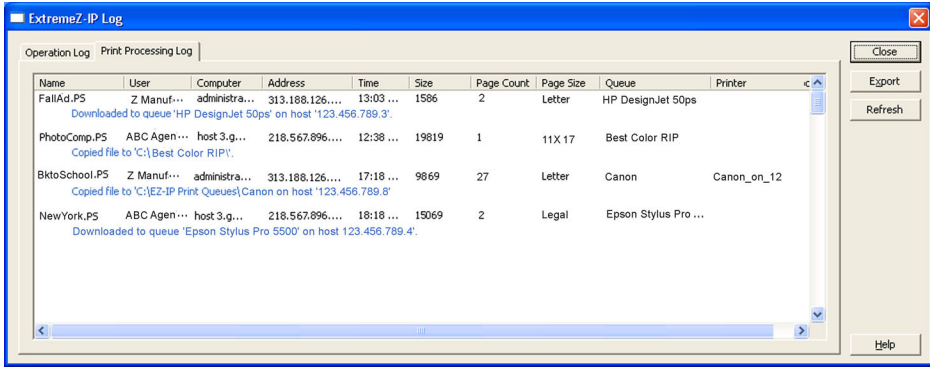 ExtremeZ-IP Log
Operation Log Print Processing Log
Close
Export
Refresh
Name User Computer Address Time Size Page Count Page Size Queue Printer
FallAd.PS Z Manuf... administra... 313.188.126.... 13:03 ... 1586 2 Letter HP DesignJet 50ps
Downloaded to queue 'HP DesignJet 50ps' on host '123.456.789.3'.
PhotoComp.PS ABC Agen... host 3.g... 218.567.896.... 12:38 ... 19819 1 11X 17 Best Color RIP
Copied file to 'C:\Best Color RIP\'.
BktoSchool.PS Z Manuf... administra... 313.188.126.... 17:18 ... 9869 27 Letter Canon Canon_on_12
Copied file to 'C:\EZ-IP Print Queues\Canon on host '123.456.789.8'
NewYork.PS ABC Agen... host 3.g... 218.567.896.... 18:18 ... 15069 2 Legal Epson Stylus Pro ...
Downloaded to queue 'Epson Stylus Pro 5500' on host 123.456.789.4'.
Help